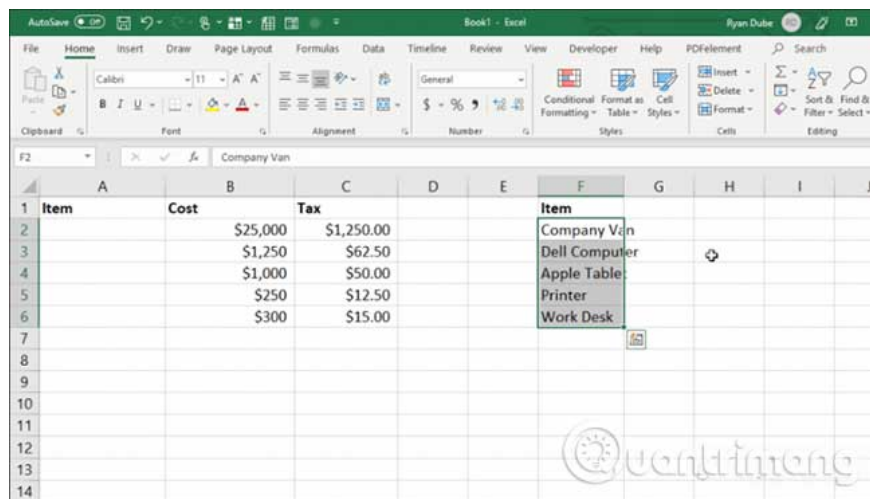 AutoSave Off Book1 - Excel Ryan Dube RD
File Home Insert Draw Page Layout Formulas Data Timeline Review View Developer Help PDFelement Search
Calibri 11 A A General Insert
Paste B I U A $ % 9 Conditional Format as Cell Delete Sort & Find &
Formatting Table Styles Format Filter Select
Clipboard Font Alignment Number Styles Cells Editing
F2 fx Company Van
A B C D E F G H I J
1 Item Cost Tax Item
2 $25,000 $1,250.00 Company Van
3 $1,250 $62.50 Dell Computer
4 $1,000 $50.00 Apple Tablet
5 $250 $12.50 Printer
6 $300 $15.00 Work Desk
7
8
9
10
11
12
13
14
Quantrimang